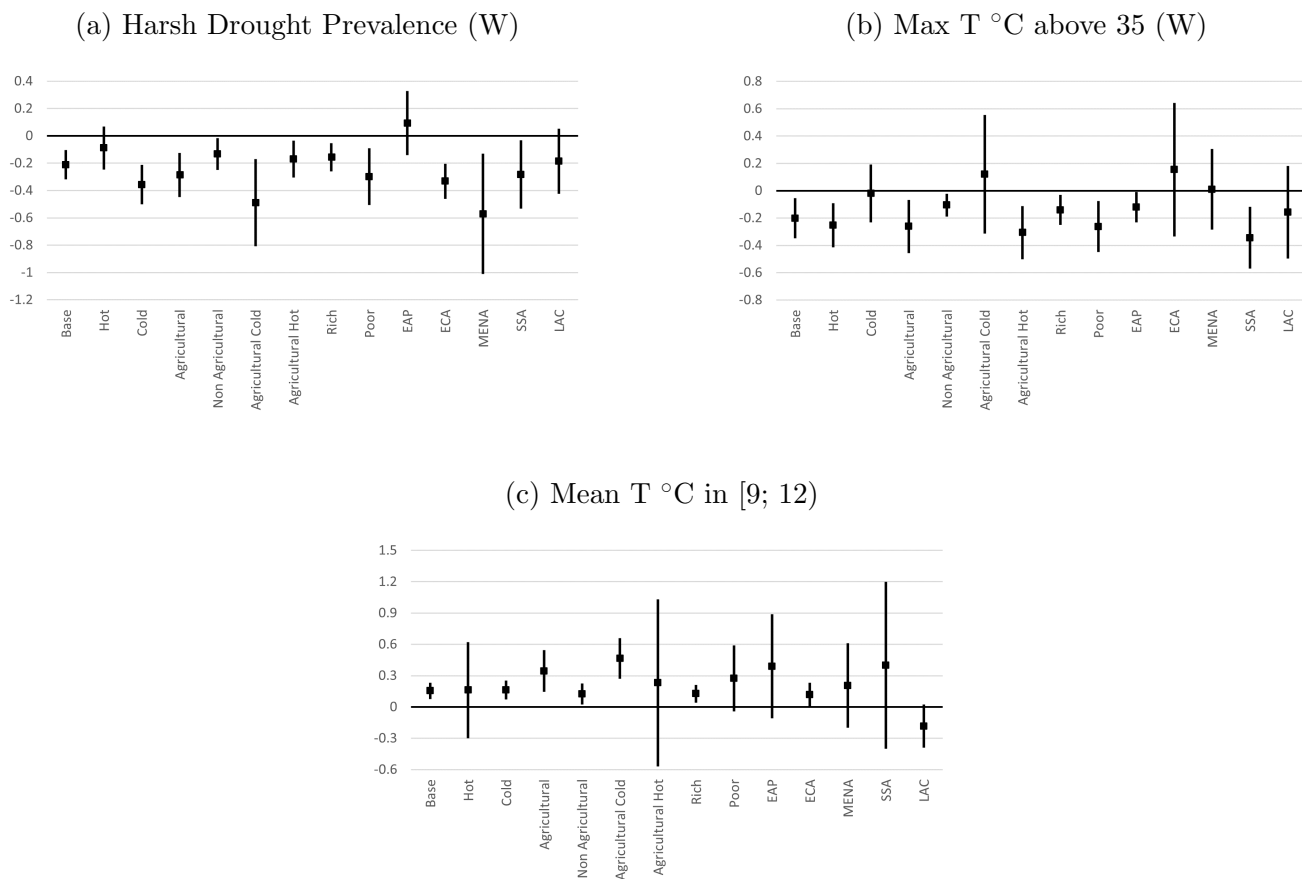 (a) Harsh Drought Prevalence (W)
0.4
0.2
0
-0.2
-0.4
-0.6
-0.8
-1
-1.2
Base
Hot
Cold
Agricultural
Non Agricultural
Agricultural Cold
Agricultural Hot
Rich
Poor
EAP
ECA
MENA
SSA
LAC
(b) Max T °C above 35 (W)
0.8
0.6
0.4
0.2
0
-0.2
-0.4
-0.6
-0.8
Base
Hot
Cold
Agricultural
Non Agricultural
Agricultural Cold
Agricultural Hot
Rich
Poor
EAP
ECA
MENA
SSA
LAC
(c) Mean T °C in [9; 12)
1.5
1.2
0.9
0.6
0.3
0
-0.3
-0.6
Base
Hot
Cold
Agricultural
Non Agricultural
Agricultural Cold
Agricultural Hot
Rich
Poor
EAP
ECA
MENA
SSA
LAC